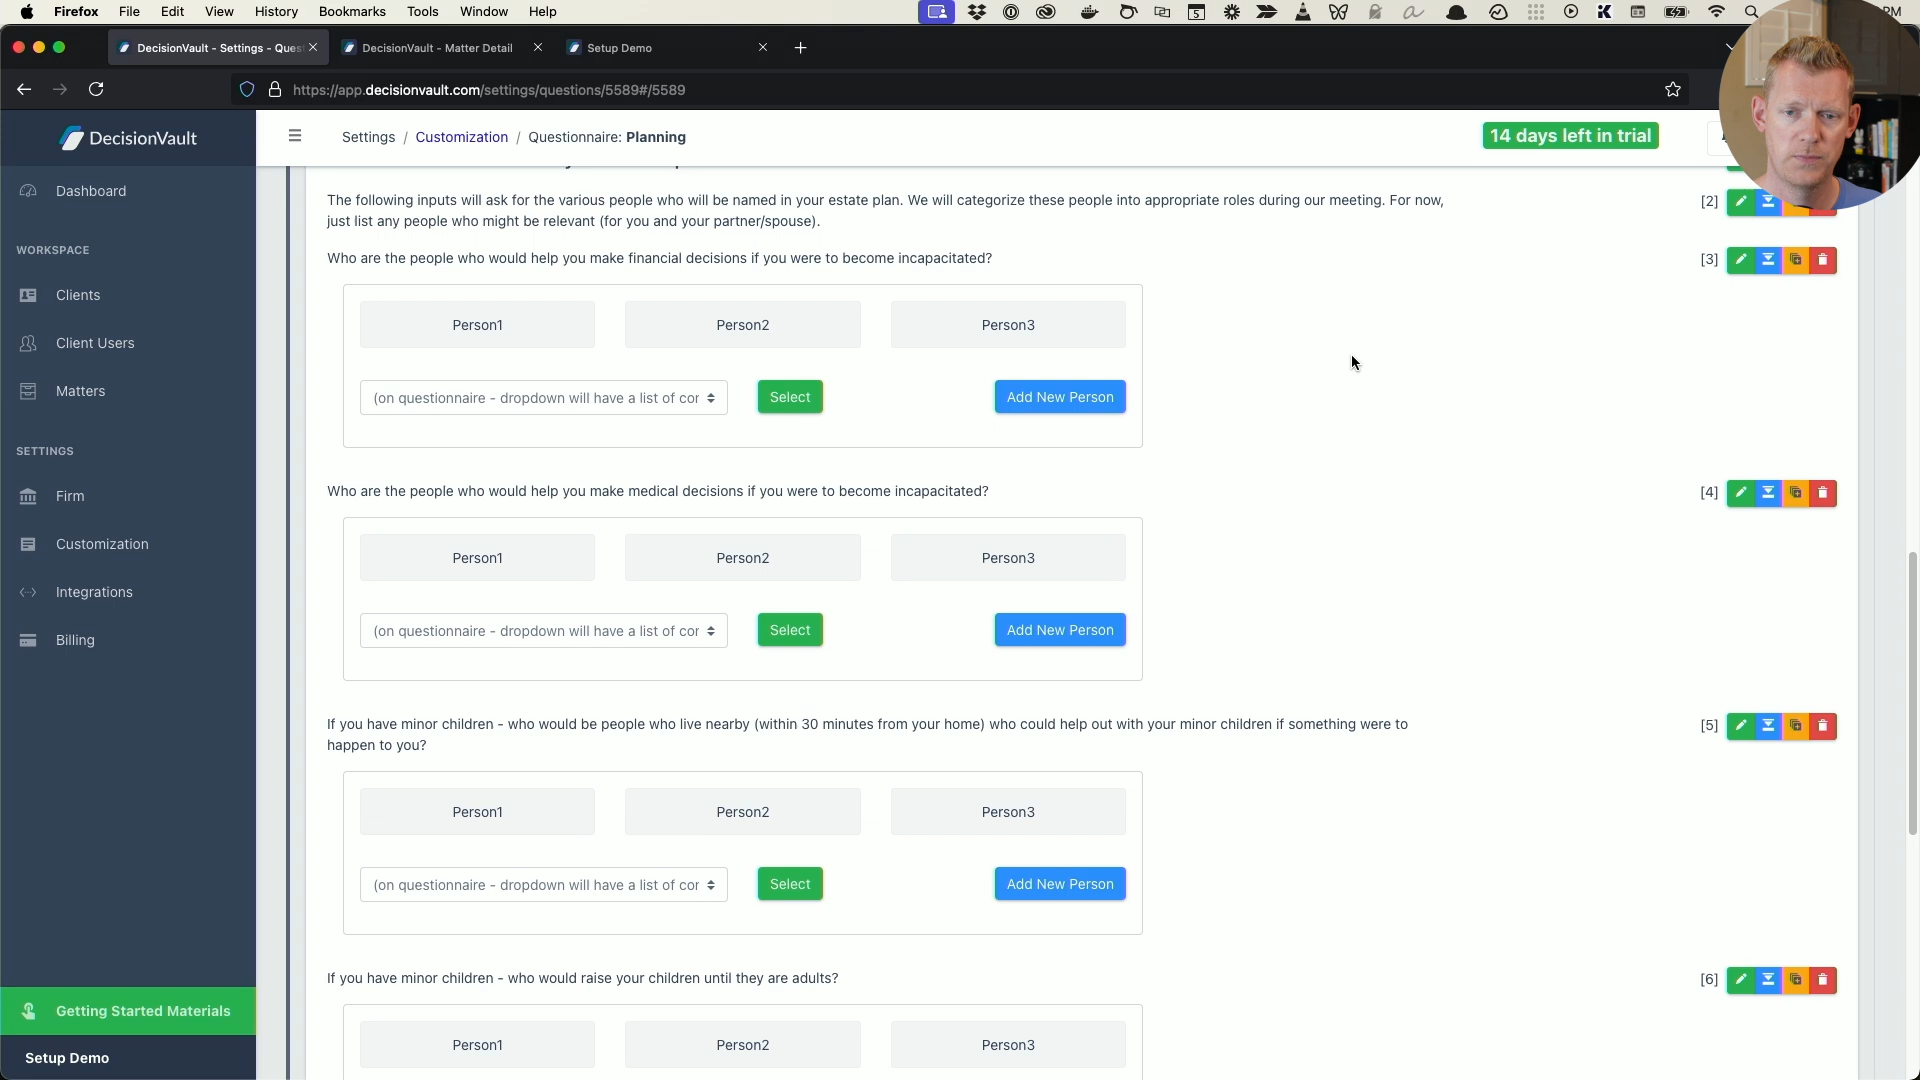 Firefox File Edit View History Bookmarks Tools Window Help
5
PM
DecisionVault - Settings - Ques
DecisionVault - Matter Detail
Setup Demo
https://app.decisionvault.com/settings/questions/5589#/5589
DecisionVault
Settings / Customization / Questionnaire: Planning
14 days left in trial
Dashboard
WORKSPACE
Clients
Client Users
Matters
SETTINGS
Firm
Customization
Integrations
Billing
Getting Started Materials
Setup Demo
The following inputs will ask for the various people who will be named in your estate plan. We will categorize these people into appropriate roles during our meeting. For now,
just list any people who might be relevant (for you and your partner/spouse).
[2]
Who are the people who would help you make financial decisions if you were to become incapacitated?
[3]
Person1 Person2 Person3
(on questionnaire - dropdown will have a list of cor
Select
Add New Person
Who are the people who would help you make medical decisions if you were to become incapacitated?
[4]
Person1 Person2 Person3
(on questionnaire - dropdown will have a list of cor
Select
Add New Person
If you have minor children - who would be people who live nearby (within 30 minutes from your home) who could help out with your minor children if something were to
happen to you?
[5]
Person1 Person2 Person3
(on questionnaire - dropdown will have a list of cor
Select
Add New Person
If you have minor children - who would raise your children until they are adults?
[6]
Person1 Person2 Person3